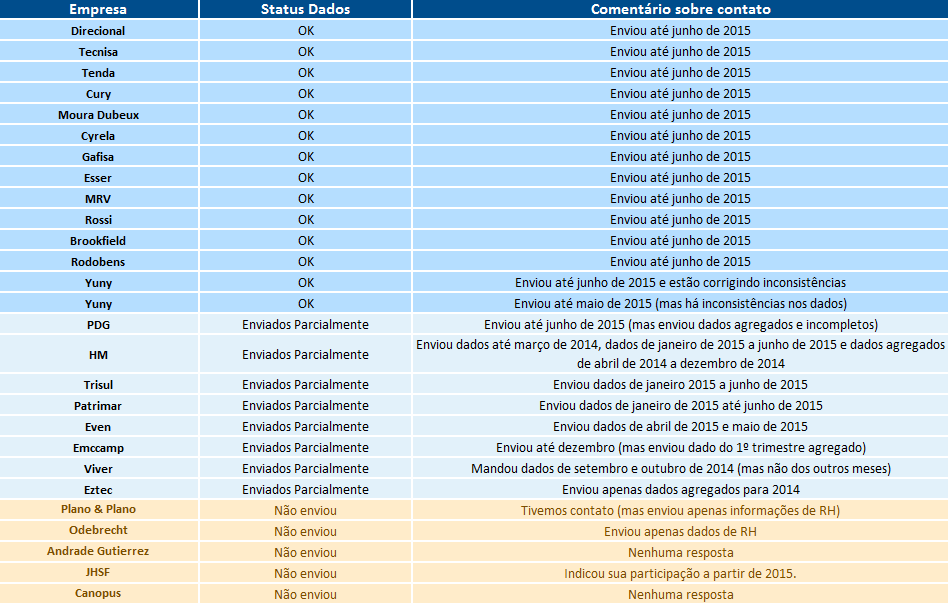 Empresa Status Dados Comentário sobre contato
Direcional OK Enviou até junho de 2015
Tecnisa OK Enviou até junho de 2015
Tenda OK Enviou até junho de 2015
Cury OK Enviou até junho de 2015
Moura Dubeux OK Enviou até junho de 2015
Cyrela OK Enviou até junho de 2015
Gafisa OK Enviou até junho de 2015
Esser OK Enviou até junho de 2015
MRV OK Enviou até junho de 2015
Rossi OK Enviou até junho de 2015
Brookfield OK Enviou até junho de 2015
Rodobens OK Enviou até junho de 2015
Yuny OK Enviou até junho de 2015 e estão corrigindo inconsistências
Yuny OK Enviou até maio de 2015 (mas há inconsistências nos dados)
PDG Enviados Parcialmente Enviou até junho de 2015 (mas enviou dados agregados e incompletos)
HM Enviados Parcialmente Enviou dados até março de 2014, dados de janeiro de 2015 a junho de 2015 e dados agregados
de abril de 2014 a dezembro de 2014
Trisul Enviados Parcialmente Enviou dados de janeiro 2015 a junho de 2015
Patrimar Enviados Parcialmente Enviou dados de janeiro de 2015 até junho de 2015
Even Enviados Parcialmente Enviou dados de abril de 2015 e maio de 2015
Emccamp Enviados Parcialmente Enviou até dezembro (mas enviou dado do 1º trimestre agregado)
Viver Enviados Parcialmente Mandou dados de setembro e outubro de 2014 (mas não dos outros meses)
Eztec Enviados Parcialmente Enviou apenas dados agregados para 2014
Plano & Plano Não enviou Tivemos contato (mas enviou apenas informações de RH)
Odebrecht Não enviou Enviou apenas dados de RH
Andrade Gutierrez Não enviou Nenhuma resposta
JHSF Não enviou Indicou sua participação a partir de 2015.
Canopus Não enviou Nenhuma resposta